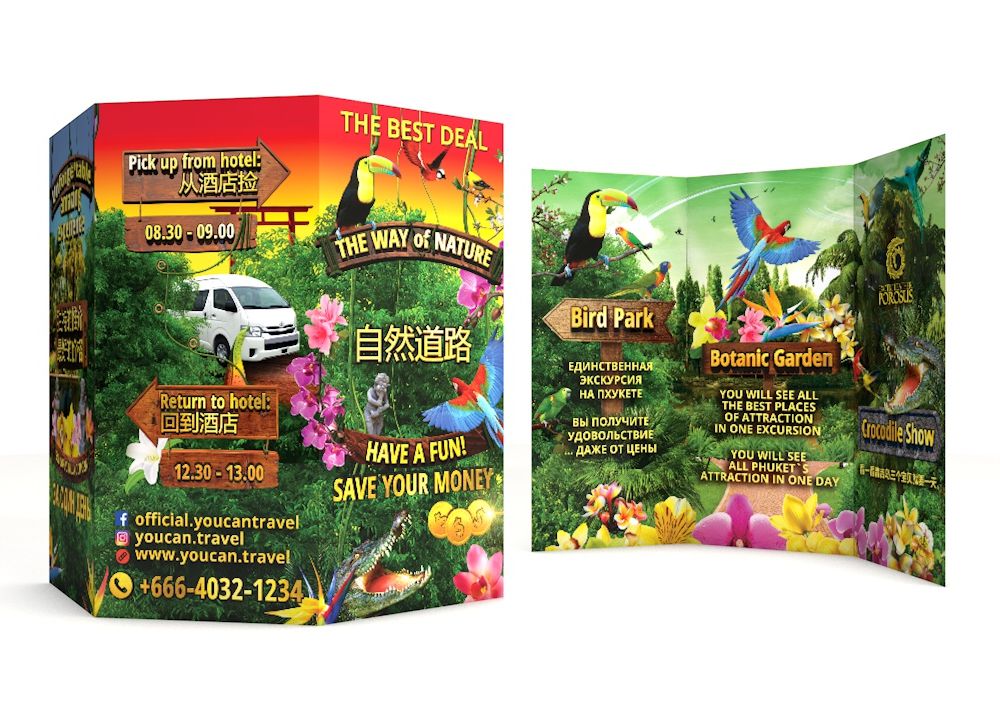 Pick up from hotel:
从酒店捡
08.30 - 09.00
Return to hotel:
回到酒店
12.30 - 13.00
official.youcantravel
youcan.travel
www.youcan.travel
+666-4032-1234
THE BEST DEAL
THE WAY of NATURE
自然道路
HAVE A FUN!
SAVE YOUR MONEY
Bird Park
ЕДИНСТВЕННАЯ
ЭКСКУРСИЯ
НА ПХУКЕТЕ
ВЫ ПОЛУЧИТЕ
УДОВОЛЬСТВИЕ
... ДАЖЕ ОТ ЦЕНЫ
Botanic Garden
YOU WILL SEE ALL
THE BEST PLACES
OF ATTRACTION
IN ONE EXCURSION
YOU WILL SEE
ALL PHUKET`S
ATTRACTION IN ONE DAY
POROSUS
Crocodile Show